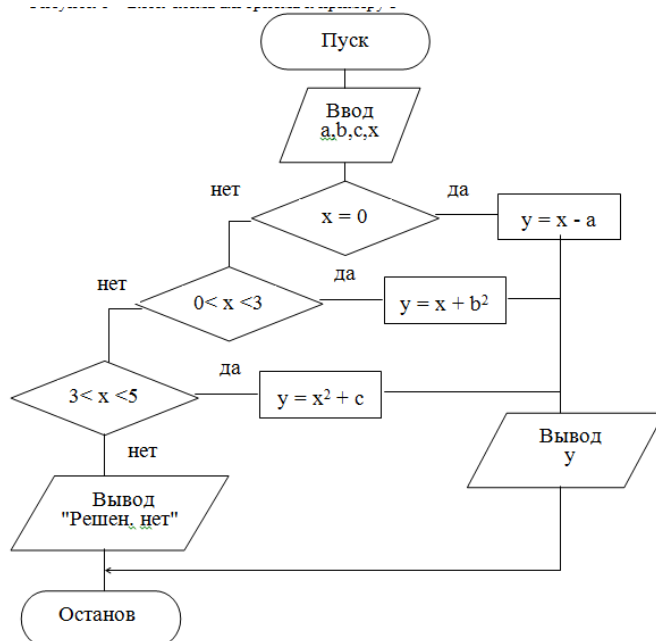 Пуск
Ввод
a,b,c,x
нет
да
x = 0
y = x - a
нет
да
0< x <3
y = x + b²
да
3< x <5
y = x² + c
нет
Вывод
y
Вывод
"Решен. нет"
Останов